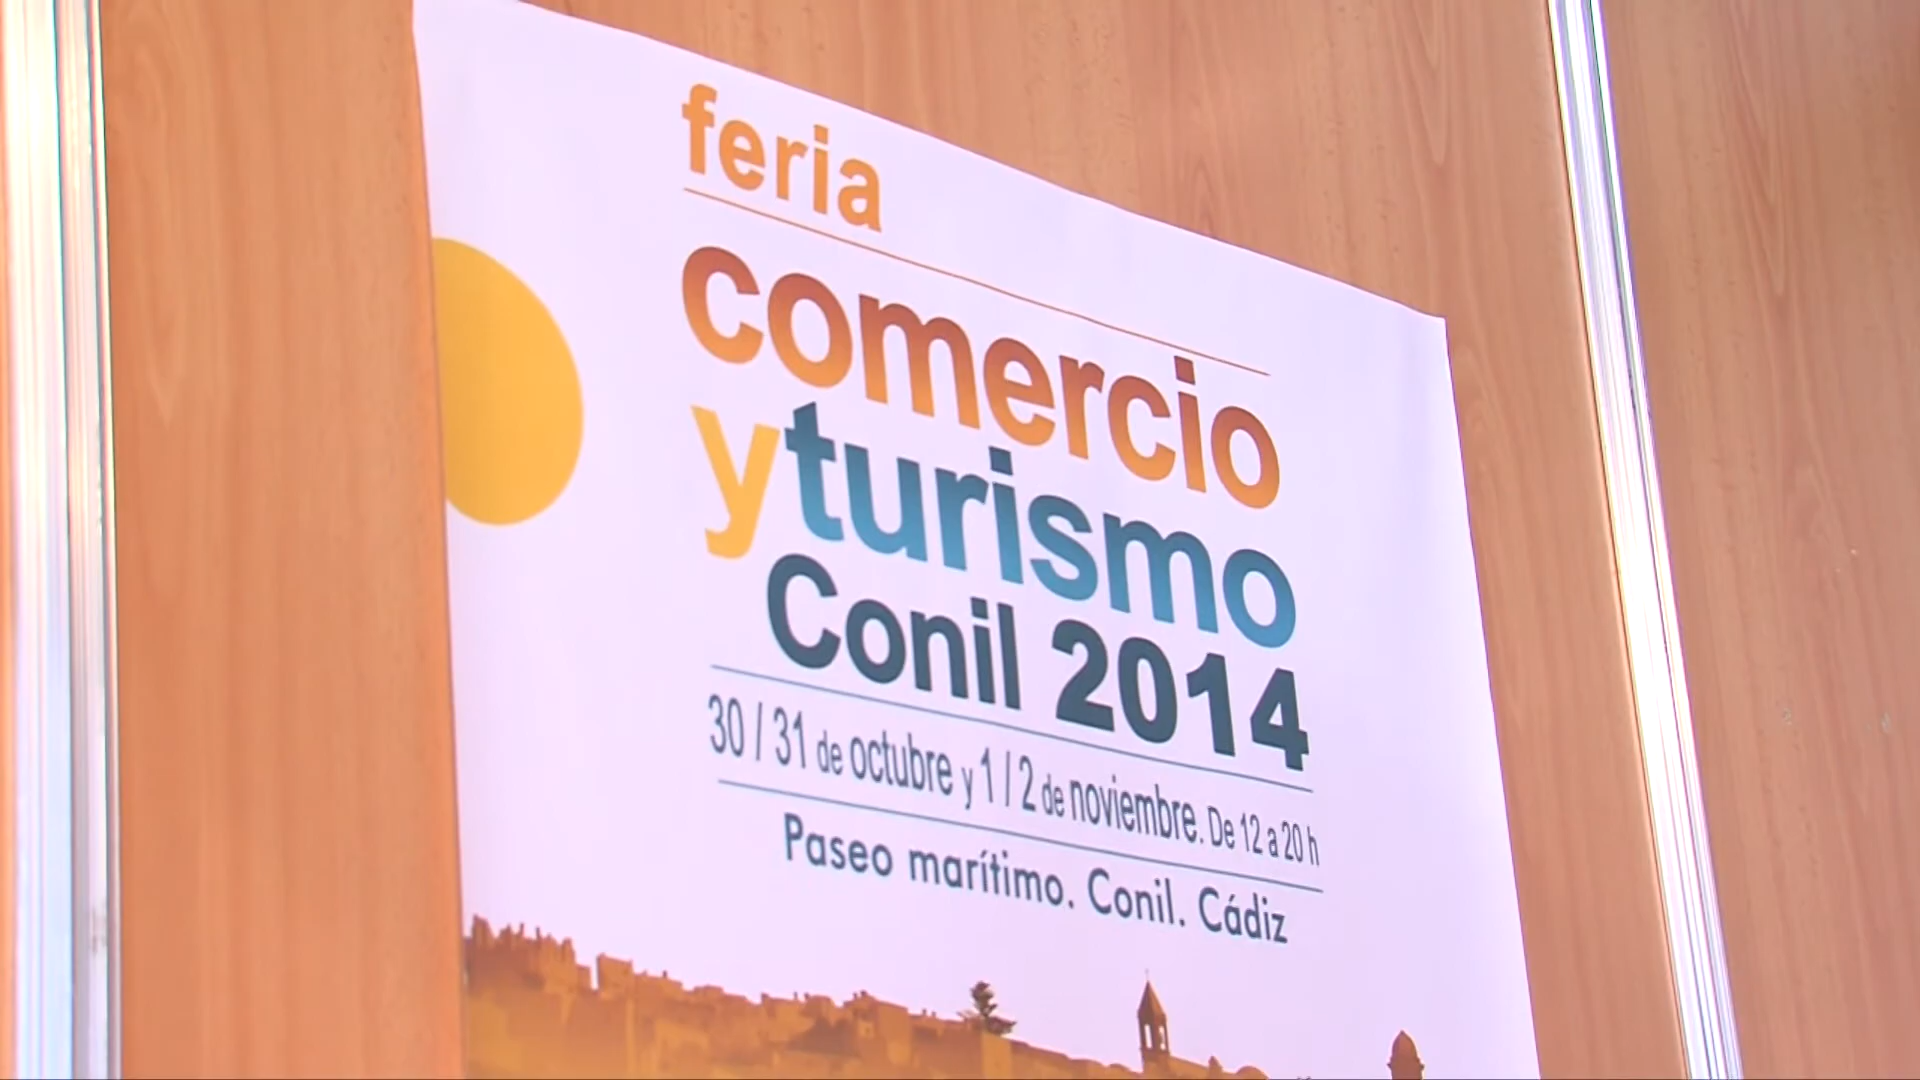 feria
comercio
y turismo
Conil 2014
30 / 31 de octubre y 1 / 2 de noviembre. De 12 a 20 h
Paseo marítimo. Conil. Cádiz